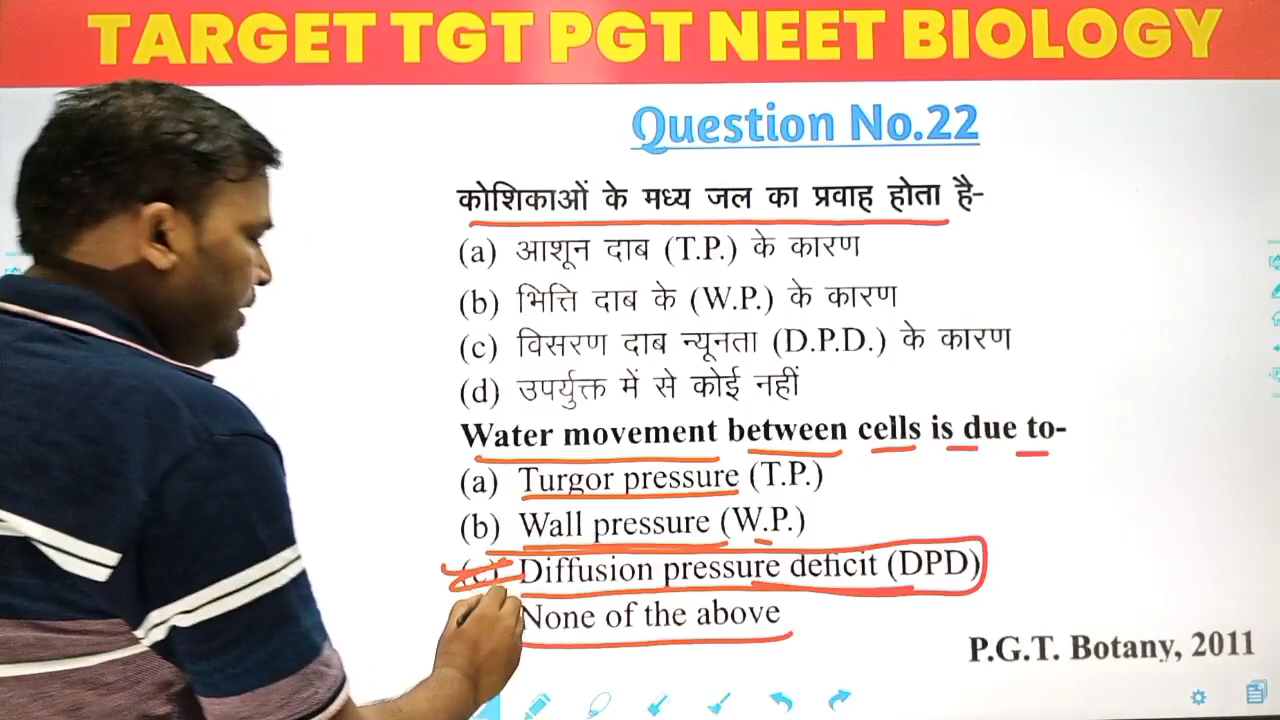 TARGET TGT PGT NEET BIOLOGY
Question No.22
कोशिकाओं के मध्य जल का प्रवाह होता है-
(a) आशून दाब (T.P.) के कारण
(b) भित्ति दाब के (W.P.) के कारण
(c) विसरण दाब न्यूनता (D.P.D.) के कारण
(d) उपर्युक्त में से कोई नहीं
Water movement between cells is due to-
(a) Turgor pressure (T.P.)
(b) Wall pressure (W.P.)
(c) Diffusion pressure deficit (DPD)
None of the above
P.G.T. Botany, 2011